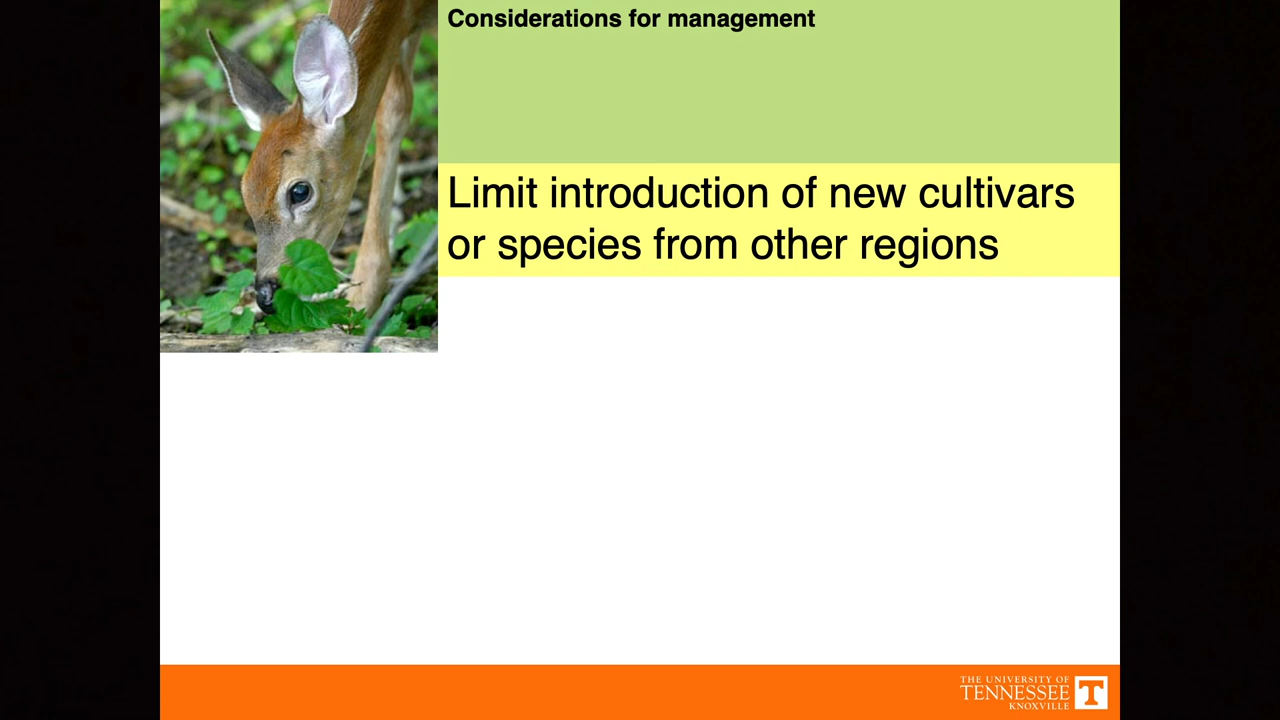 Considerations for management
Limit introduction of new cultivars
or species from other regions
THE UNIVERSITY OF
TENNESSEE
KNOXVILLE
T